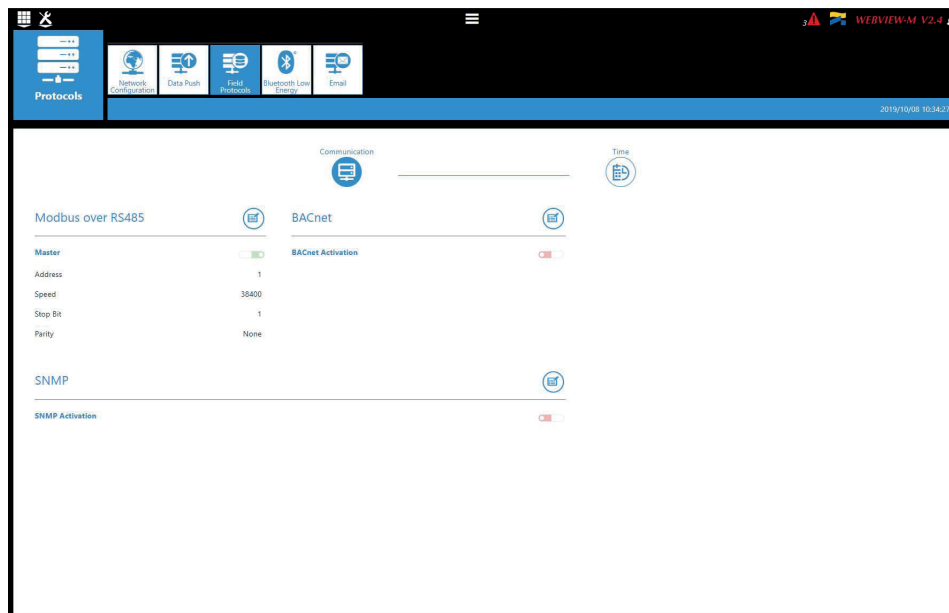 3
WEBVIEW-M V2.4
Protocols
Network
Configuration
Data Push
Field
Protocols
Bluetooth Low
Energy
Email
2019/10/08 10:34:27
Communication
Time
Modbus over RS485
BACnet
Master
BACnet Activation
Address 1
Speed 38400
Stop Bit 1
Parity None
SNMP
SNMP Activation